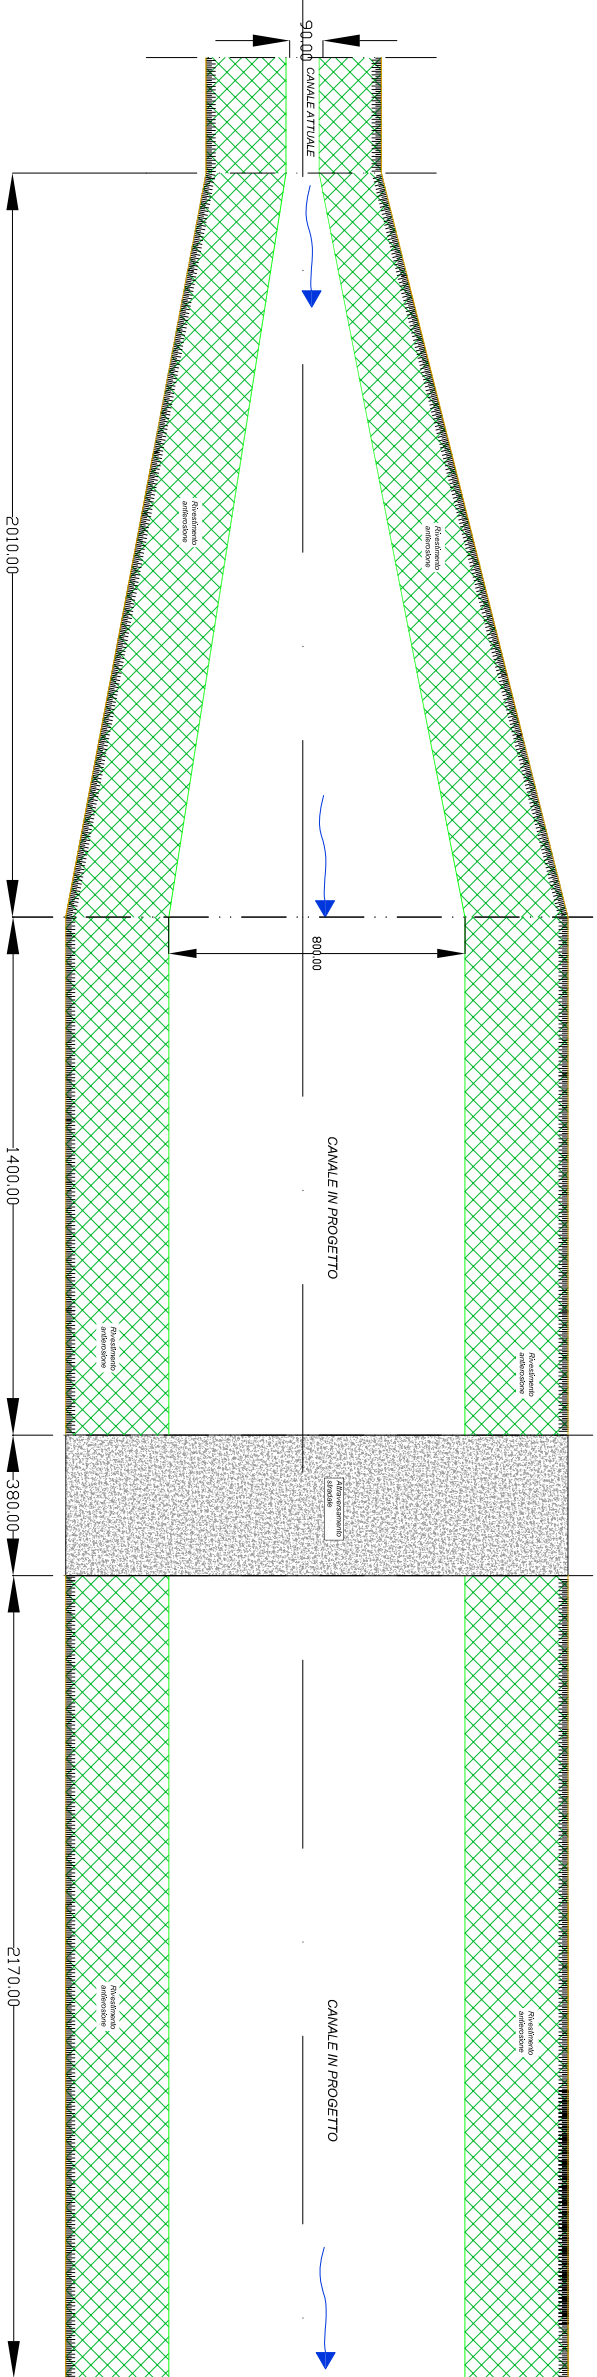 90.00
CANALE ATTUALE
2010.00
Rivestimento
antierosione
Rivestimento
antierosione
800.00
1400.00
CANALE IN PROGETTO
Rivestimento
antierosione
Rivestimento
antierosione
380.00
Attraversamento
stradale
2170.00
CANALE IN PROGETTO
Rivestimento
antierosione
Rivestimento
antierosione